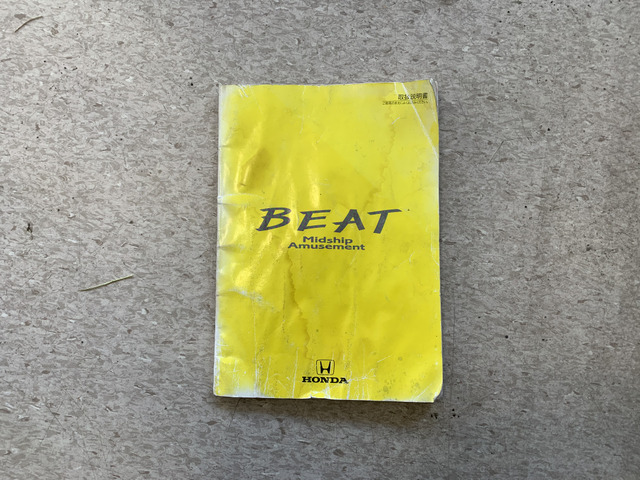 取扱説明書
BEAT
Midship
Amusement
HONDA